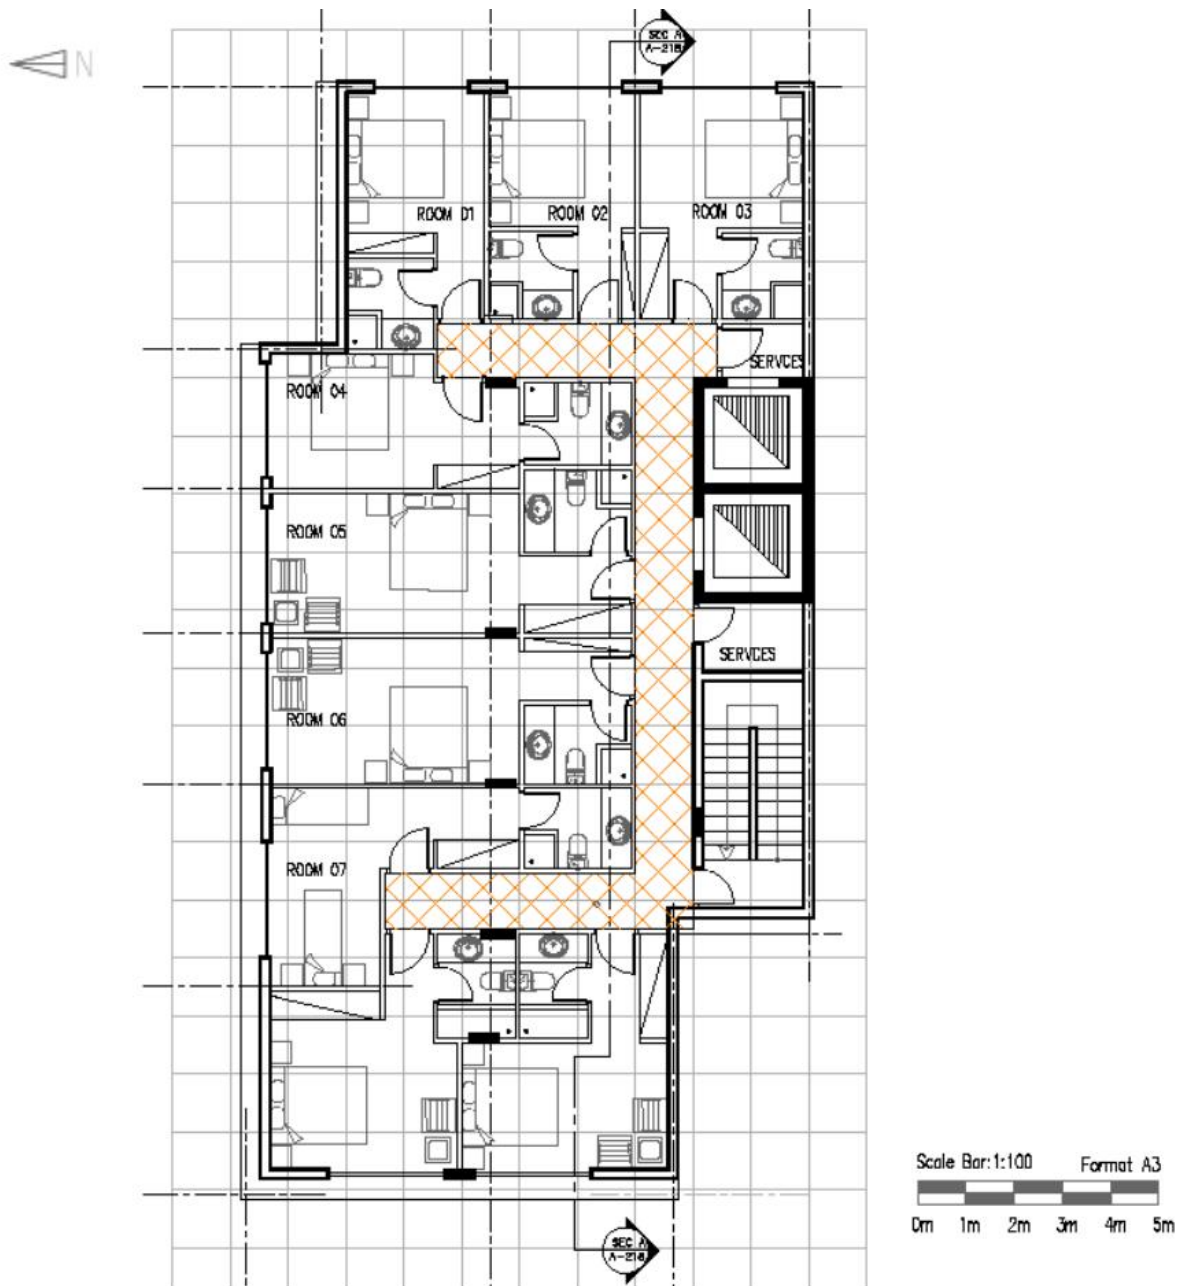 SEC A
A-218
N
ROOM 01
ROOM 02
ROOM 03
SERVCES
ROOM 04
ROOM 05
SERVCES
ROOM 06
ROOM 07
Scale Bar:1:100 Format A3
0m 1m 2m 3m 4m 5m
SEC A
A-218